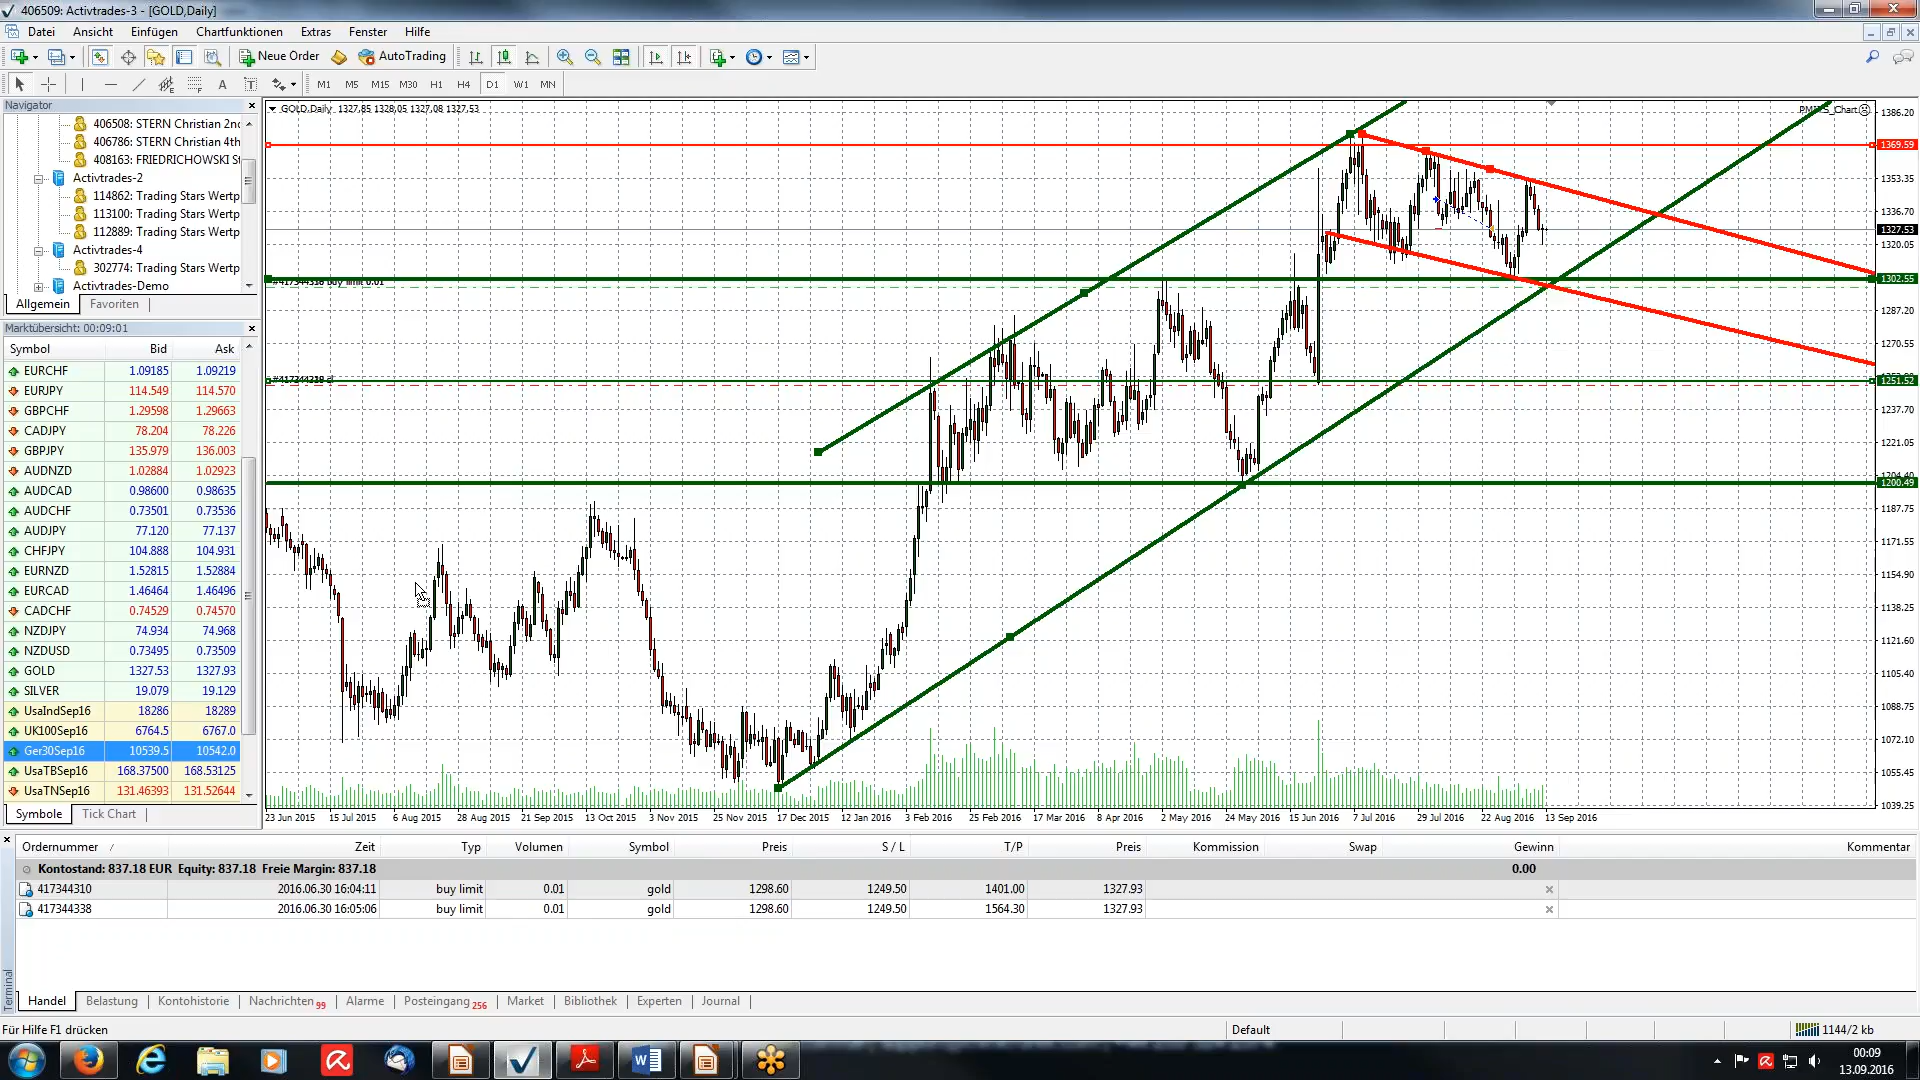 406509: Activtrades-3 - [GOLD,Daily]
Datei Ansicht Einfügen Chartfunktionen Extras Fenster Hilfe
Neue Order AutoTrading
A T M1 M5 M15 M30 H1 H4 D1 W1 MN
Navigator
406508: STERN Christian 2nd
406786: STERN Christian 4th
408163: FRIEDRICHOWSKI St
Activtrades-2
114862: Trading Stars Wertp
113100: Trading Stars Wertp
112889: Trading Stars Wertp
Activtrades-4
302774: Trading Stars Wertp
Activtrades-Demo
Allgemein Favoriten
Marktübersicht: 00:09:01
Symbol Bid Ask
EURCHF 1.09185 1.09219
EURJPY 114.549 114.570
GBPCHF 1.29598 1.29663
CADJPY 78.204 78.226
GBPJPY 135.979 136.003
AUDNZD 1.02884 1.02923
AUDCAD 0.98600 0.98635
AUDCHF 0.73501 0.73536
AUDJPY 77.120 77.137
CHFJPY 104.888 104.931
EURNZD 1.52815 1.52884
EURCAD 1.46464 1.46496
CADCHF 0.74529 0.74570
NZDJPY 74.934 74.968
NZDUSD 0.73495 0.73509
GOLD 1327.53 1327.93
SILVER 19.079 19.129
UsaIndSep16 18286 18289
UK100Sep16 6764.5 6767.0
Ger30Sep16 10539.5 10542.0
UsaTBSep16 168.37500 168.53125
UsaTNSep16 131.46393 131.52644
Symbole Tick Chart
GOLD,Daily 1327.85 1328.05 1327.08 1327.53
1386.20
1369.59
1353.35
1336.70
1327.53
1320.05
1302.55
1287.20
1270.55
1251.52
1237.70
1221.05
1204.40
1200.49
1187.75
1171.55
1154.90
1138.25
1121.60
1105.40
1088.75
1072.10
1055.45
1039.25
23 Jun 2015 15 Jul 2015 6 Aug 2015 28 Aug 2015 21 Sep 2015 13 Oct 2015 3 Nov 2015 25 Nov 2015 17 Dec 2015 12 Jan 2016 3 Feb 2016 25 Feb 2016 17 Mar 2016 8 Apr 2016 2 May 2016 24 May 2016 15 Jun 2016 7 Jul 2016 29 Jul 2016 22 Aug 2016 13 Sep 2016
Ordernummer / Zeit Typ Volumen Symbol Preis S / L T/P Preis Kommission Swap Gewinn Kommentar
Kontostand: 837.18 EUR Equity: 837.18 Freie Margin: 837.18 0.00
417344310 2016.06.30 16:04:11 buy limit 0.01 gold 1298.60 1249.50 1401.00 1327.93
417344338 2016.06.30 16:05:06 buy limit 0.01 gold 1298.60 1249.50 1564.30 1327.93
Terminal
Handel Belastung Kontohistorie Nachrichten 99 Alarme Posteingang 256 Market Bibliothek Experten Journal
Für Hilfe F1 drücken Default 1144/2 kb
00:09
13.09.2016